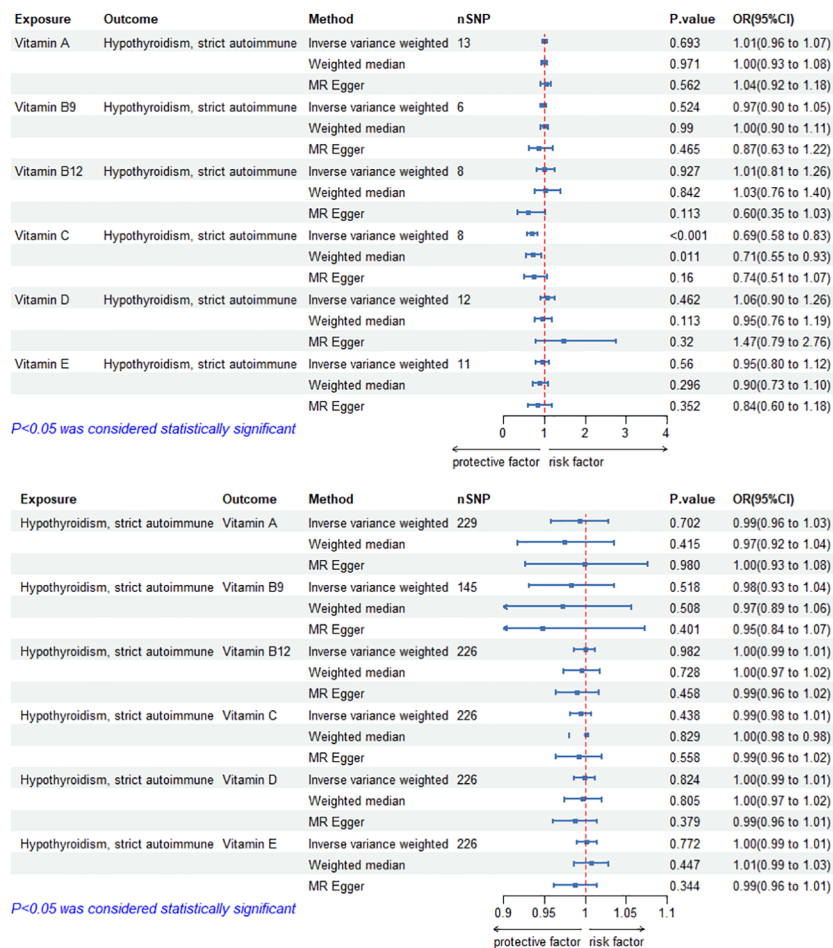 Exposure Outcome Method nSNP P.value OR(95%CI)
Vitamin A Hypothyroidism, strict autoimmune Inverse variance weighted 13 0.693 1.01(0.96 to 1.07)
Weighted median 0.971 1.00(0.93 to 1.08)
MR Egger 0.562 1.04(0.92 to 1.18)
Vitamin B9 Hypothyroidism, strict autoimmune Inverse variance weighted 6 0.524 0.97(0.90 to 1.05)
Weighted median 0.99 1.00(0.90 to 1.11)
MR Egger 0.465 0.87(0.63 to 1.22)
Vitamin B12 Hypothyroidism, strict autoimmune Inverse variance weighted 8 0.927 1.01(0.81 to 1.26)
Weighted median 0.842 1.03(0.76 to 1.40)
MR Egger 0.113 0.60(0.35 to 1.03)
Vitamin C Hypothyroidism, strict autoimmune Inverse variance weighted 8 <0.001 0.69(0.58 to 0.83)
Weighted median 0.011 0.71(0.55 to 0.93)
MR Egger 0.16 0.74(0.51 to 1.07)
Vitamin D Hypothyroidism, strict autoimmune Inverse variance weighted 12 0.462 1.06(0.90 to 1.26)
Weighted median 0.113 0.95(0.76 to 1.19)
MR Egger 0.32 1.47(0.79 to 2.76)
Vitamin E Hypothyroidism, strict autoimmune Inverse variance weighted 11 0.56 0.95(0.80 to 1.12)
Weighted median 0.296 0.90(0.73 to 1.10)
MR Egger 0.352 0.84(0.60 to 1.18)
P<0.05 was considered statistically significant
0 1 2 3 4
protective factor risk factor
Exposure Outcome Method nSNP P.value OR(95%CI)
Hypothyroidism, strict autoimmune Vitamin A Inverse variance weighted 229 0.702 0.99(0.96 to 1.03)
Weighted median 0.415 0.97(0.92 to 1.04)
MR Egger 0.980 1.00(0.93 to 1.08)
Hypothyroidism, strict autoimmune Vitamin B9 Inverse variance weighted 145 0.518 0.98(0.93 to 1.04)
Weighted median 0.508 0.97(0.89 to 1.06)
MR Egger 0.401 0.95(0.84 to 1.07)
Hypothyroidism, strict autoimmune Vitamin B12 Inverse variance weighted 226 0.982 1.00(0.99 to 1.01)
Weighted median 0.728 1.00(0.97 to 1.02)
MR Egger 0.458 0.99(0.96 to 1.02)
Hypothyroidism, strict autoimmune Vitamin C Inverse variance weighted 226 0.438 0.99(0.98 to 1.01)
Weighted median 0.829 1.00(0.98 to 0.98)
MR Egger 0.558 0.99(0.96 to 1.02)
Hypothyroidism, strict autoimmune Vitamin D Inverse variance weighted 226 0.824 1.00(0.99 to 1.01)
Weighted median 0.805 1.00(0.97 to 1.02)
MR Egger 0.379 0.99(0.96 to 1.01)
Hypothyroidism, strict autoimmune Vitamin E Inverse variance weighted 226 0.772 1.00(0.99 to 1.01)
Weighted median 0.447 1.01(0.99 to 1.03)
MR Egger 0.344 0.99(0.96 to 1.01)
P<0.05 was considered statistically significant
0.9 0.95 1 1.05 1.1
protective factor risk factor